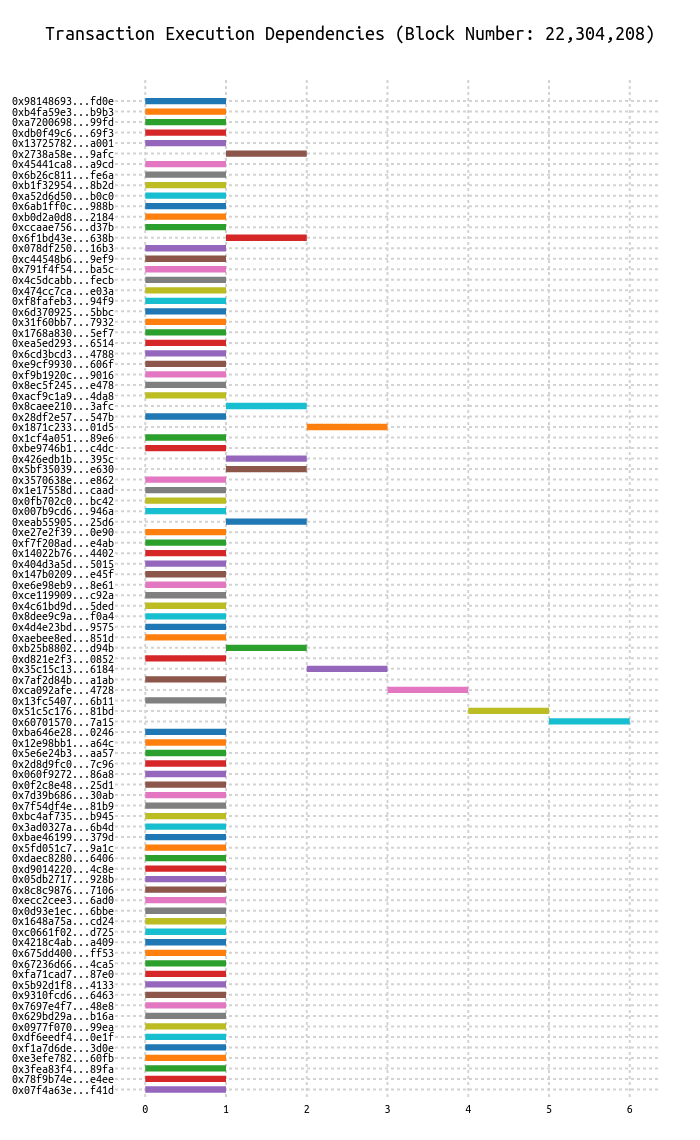 Transaction Execution Dependencies (Block Number: 22,304,208)
0x98148693...fd0e
0xb4fa59e3...b9b3
0xa7200698...99fd
0xdb0f49c6...69f3
0x13725782...a001
0x2738a58e...9afc
0x45441ca8...a9cd
0x6b26c811...fe6a
0xb1f32954...8b2d
0xa52d6d50...b0c0
0x6ab1ff0c...988b
0xb0d2a0d8...2184
0xccaae756...d37b
0x6f1bd43e...638b
0x078df250...16b3
0xc44548b6...9ef9
0x791f4f54...ba5c
0x4c5dcabb...fecb
0x474cc7ca...e03a
0xf8fafeb3...94f9
0x6d370925...5bbc
0x31f60bb7...7932
0x1768a830...5ef7
0xea5ed293...6514
0x6cd3bcd3...4788
0xe9cf9930...606f
0xf9b1920c...9016
0x8ec5f245...e478
0xacf9c1a9...4da8
0x8caee210...3afc
0x28df2e57...547b
0x1871c233...01d5
0x1cf4a051...89e6
0xbe9746b1...c4dc
0x426edb1b...395c
0x5bf35039...e630
0x3570638e...e862
0x1e17558d...caad
0x0fb702c0...bc42
0x007b9cd6...946a
0xeab55905...25d6
0xe27e2f39...0e90
0xf7f208ad...e4ab
0x14022b76...4402
0x404d3a5d...5015
0x147b0209...e45f
0xe6e98eb9...8e61
0xce119909...c92a
0x4c61bd9d...5ded
0x8dee9c9a...f0a4
0x4d4e23bd...9575
0xaebee8ed...851d
0xb25b8802...d94b
0xd821e2f3...0852
0x35c15c13...6184
0x7af2d84b...a1ab
0xca092afe...4728
0x13fc5407...6b11
0x51c5c176...81bd
0x60701570...7a15
0xba646e28...0246
0x12e98bb1...a64c
0x5e6e24b3...aa57
0x2d8d9fc0...7c96
0x060f9272...86a8
0x0f2c8e48...25d1
0x7d39b686...30ab
0x7f54df4e...81b9
0xbc4af735...b945
0x3ad0327a...6b4d
0xbae46199...379d
0x5fd051c7...9a1c
0xdaec8280...6406
0xd9014220...4c8e
0x05db2717...928b
0x8c8c9876...7106
0xecc2cee3...6ad0
0x0d93e1ec...6bbe
0x1648a75a...cd24
0xc0661f02...d725
0x4218c4ab...a409
0x675dd400...ff53
0x67236d66...4ca5
0xfa71cad7...87e0
0x5b92d1f8...4133
0x9310fcd6...6463
0x7697e4f7...48e8
0x629bd29a...b16a
0x0977f070...99ea
0xdf6eedf4...0e1f
0xf1a7d6de...3d0e
0xe3efe782...60fb
0x3fea83f4...89fa
0x78f9b74e...e4ee
0x07f4a63e...f41d
0 1 2 3 4 5 6